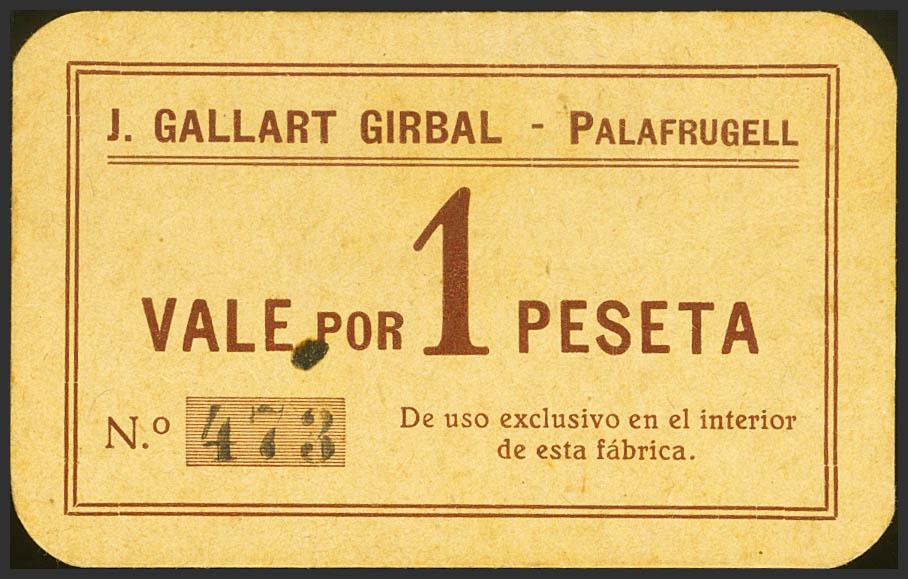 J. GALLART GIRBAL - PALAFRUGELL
VALE POR 1 PESETA
N.º 473
De uso exclusivo en el interior
de esta fábrica.